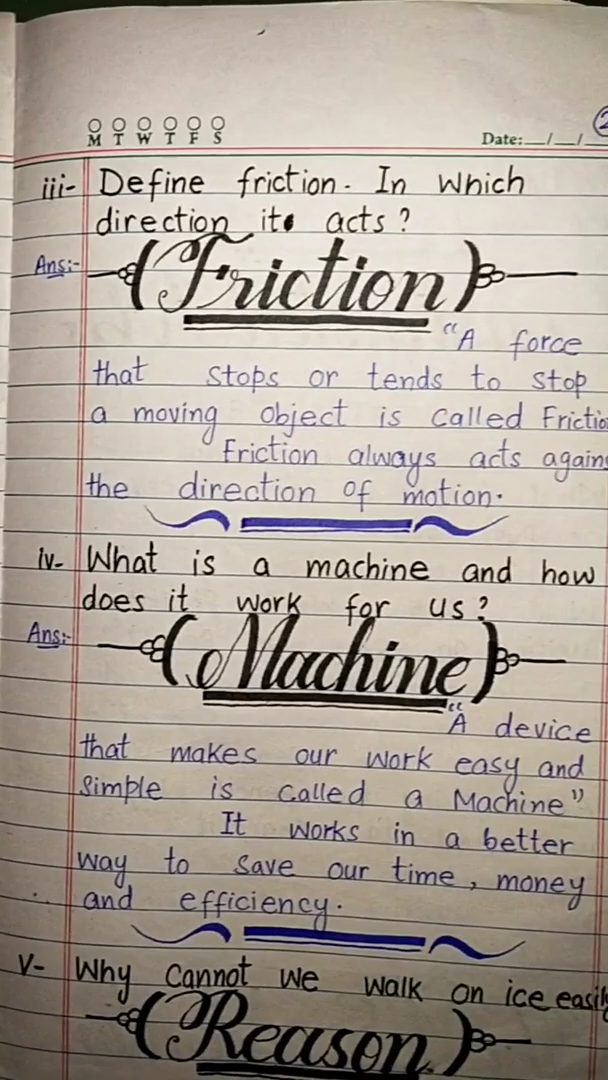 M T W T F S
Date: __/__/__
2
iii- Define friction. In which
direction it acts?
Ans:- Friction
"A force
that stops or tends to stop
a moving object is called Frictio
Friction always acts again
the direction of motion.
iv- What is a machine and how
does it work for us?
Ans:- Machine
"A device
that makes our work easy and
simple is called a Machine"
It works in a better
way to save our time, money
and efficiency.
v- Why cannot we walk on ice easily
Reason